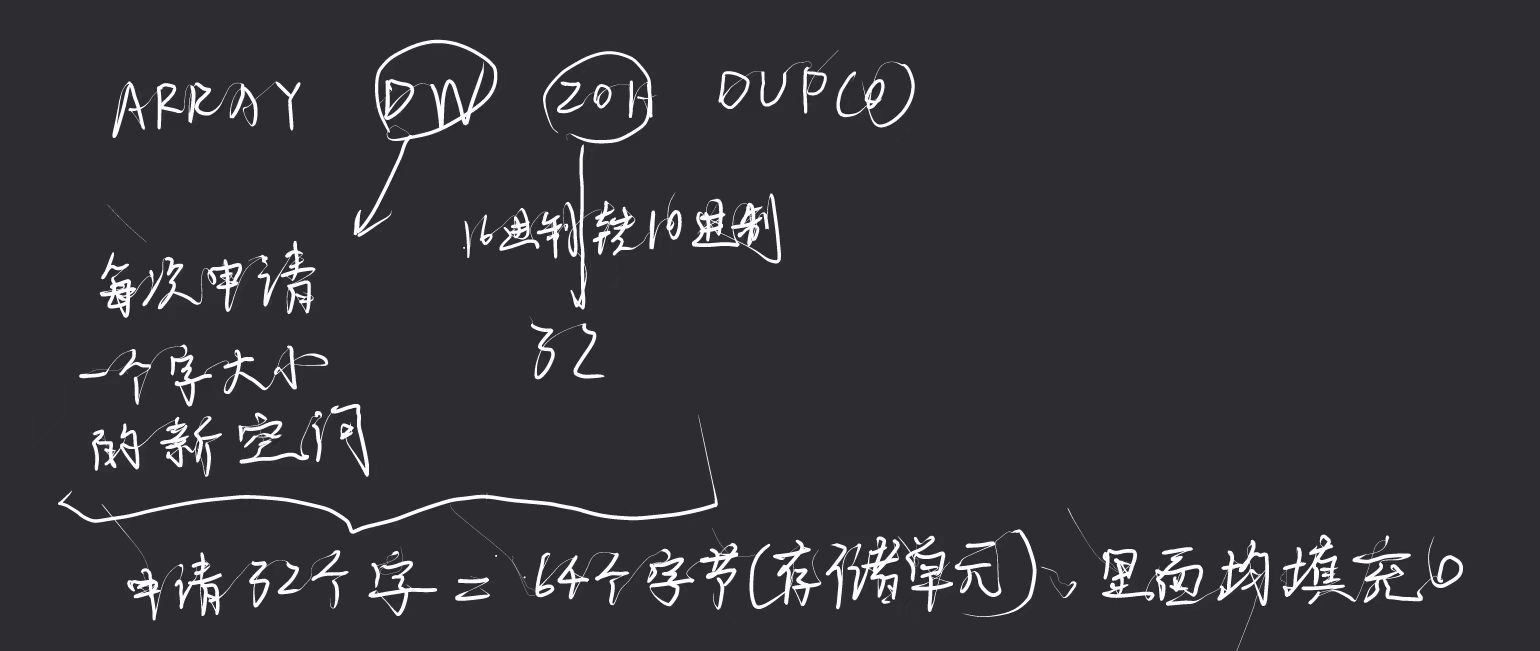 ARRAY DW 20H DUP(0)
16进制转10进制
每次申请
一个字大小
的新空间
32
申请32个字=64个字节(存储单元)、里面均填充0